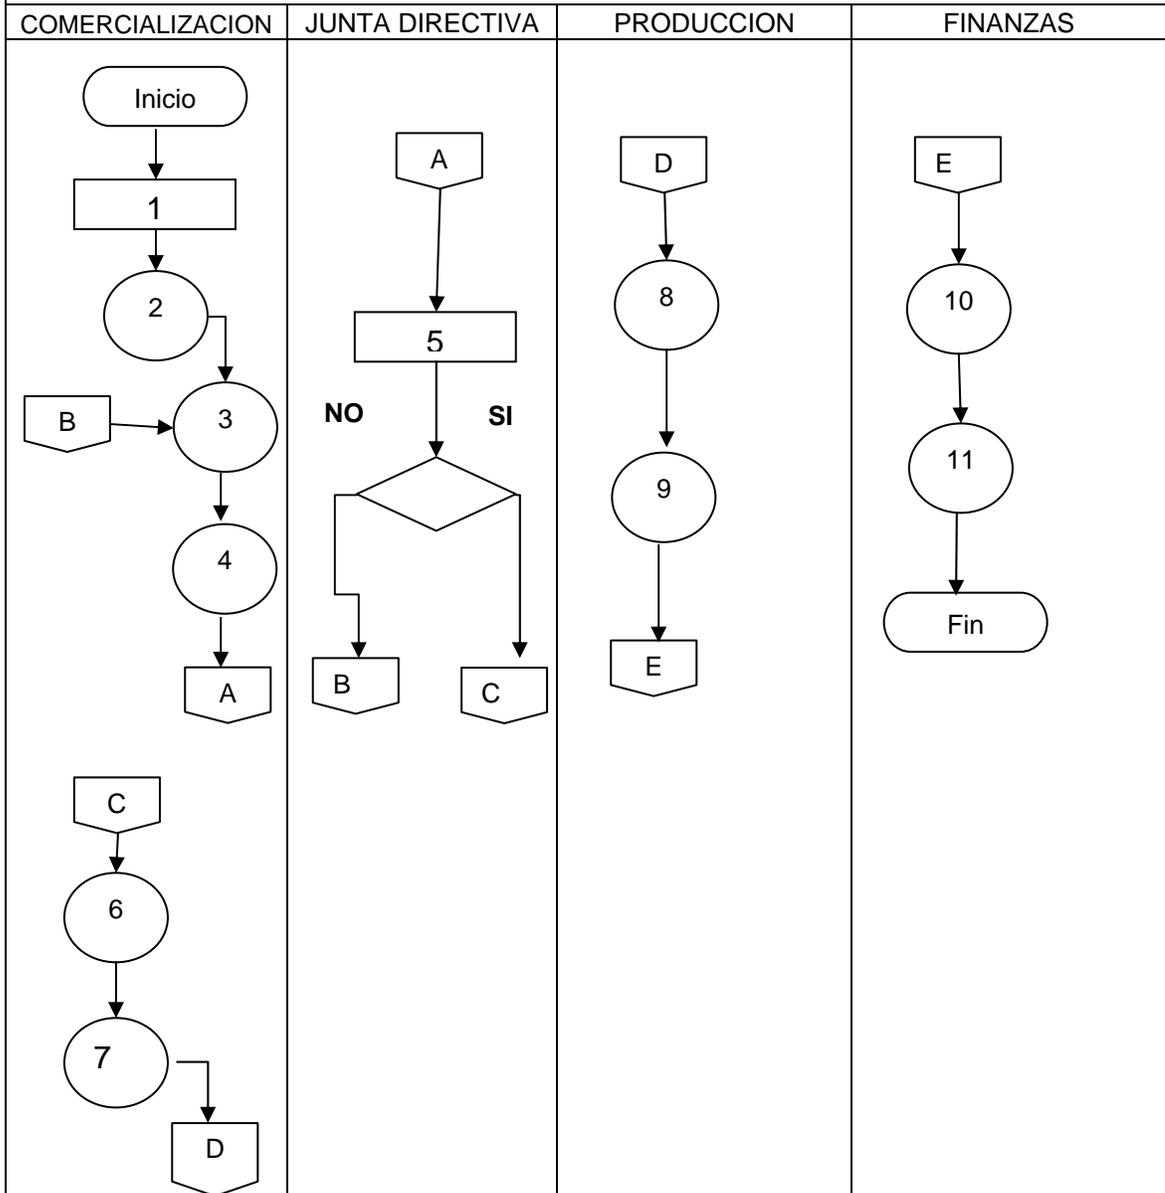 COMERCIALIZACION
JUNTA DIRECTIVA
PRODUCCION
FINANZAS
Inicio
1
2
B
3
4
A
C
6
7
D
A
5
NO
SI
B
C
D
8
9
E
E
10
11
Fin